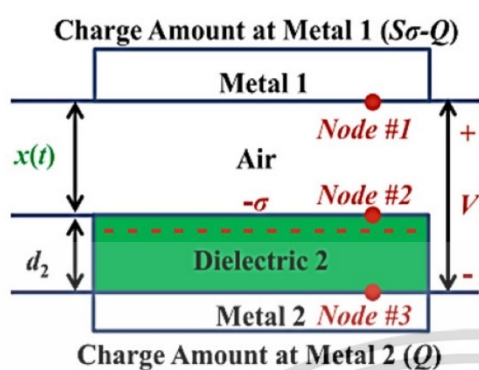 Charge Amount at Metal 1 (Sσ-Q)
Metal 1
Node #1
+
x(t)
Air
-σ
Node #2
V
d₂
Dielectric 2
-
Metal 2 Node #3
Charge Amount at Metal 2 (Q)